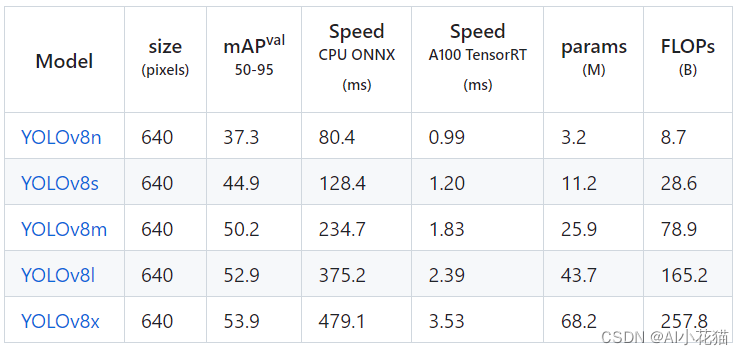 Model size (pixels) mAPval 50-95 Speed CPU ONNX (ms) Speed A100 TensorRT (ms) params (M) FLOPs (B)
YOLOv8n 640 37.3 80.4 0.99 3.2 8.7
YOLOv8s 640 44.9 128.4 1.20 11.2 28.6
YOLOv8m 640 50.2 234.7 1.83 25.9 78.9
YOLOv8l 640 52.9 375.2 2.39 43.7 165.2
YOLOv8x 640 53.9 479.1 3.53 68.2 257.8
CSDN @AI小花猫